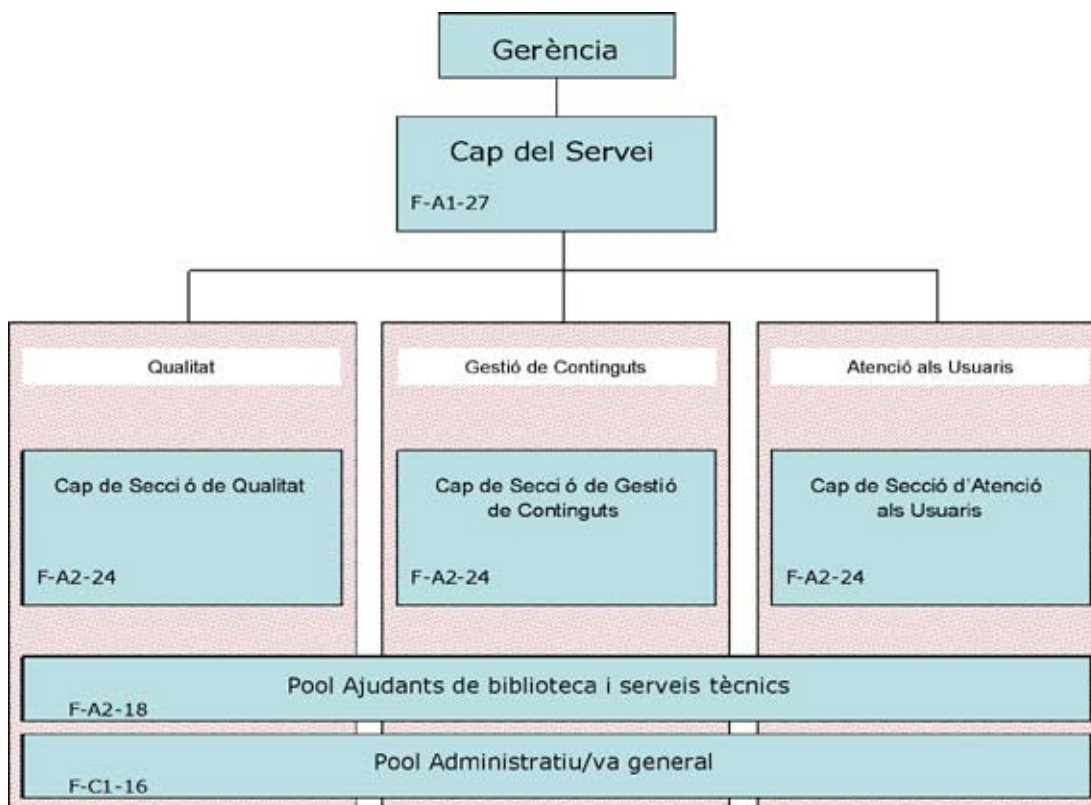 Gerència
Cap del Servei
F-A1-27
Qualitat
Gestió de Continguts
Atenció als Usuaris
Cap de Secció de Qualitat
F-A2-24
Cap de Secció de Gestió
de Continguts
F-A2-24
Cap de Secció d'Atenció
als Usuaris
F-A2-24
Pool Ajudants de biblioteca i serveis tècnics
F-A2-18
Pool Administratiu/va general
F-C1-16